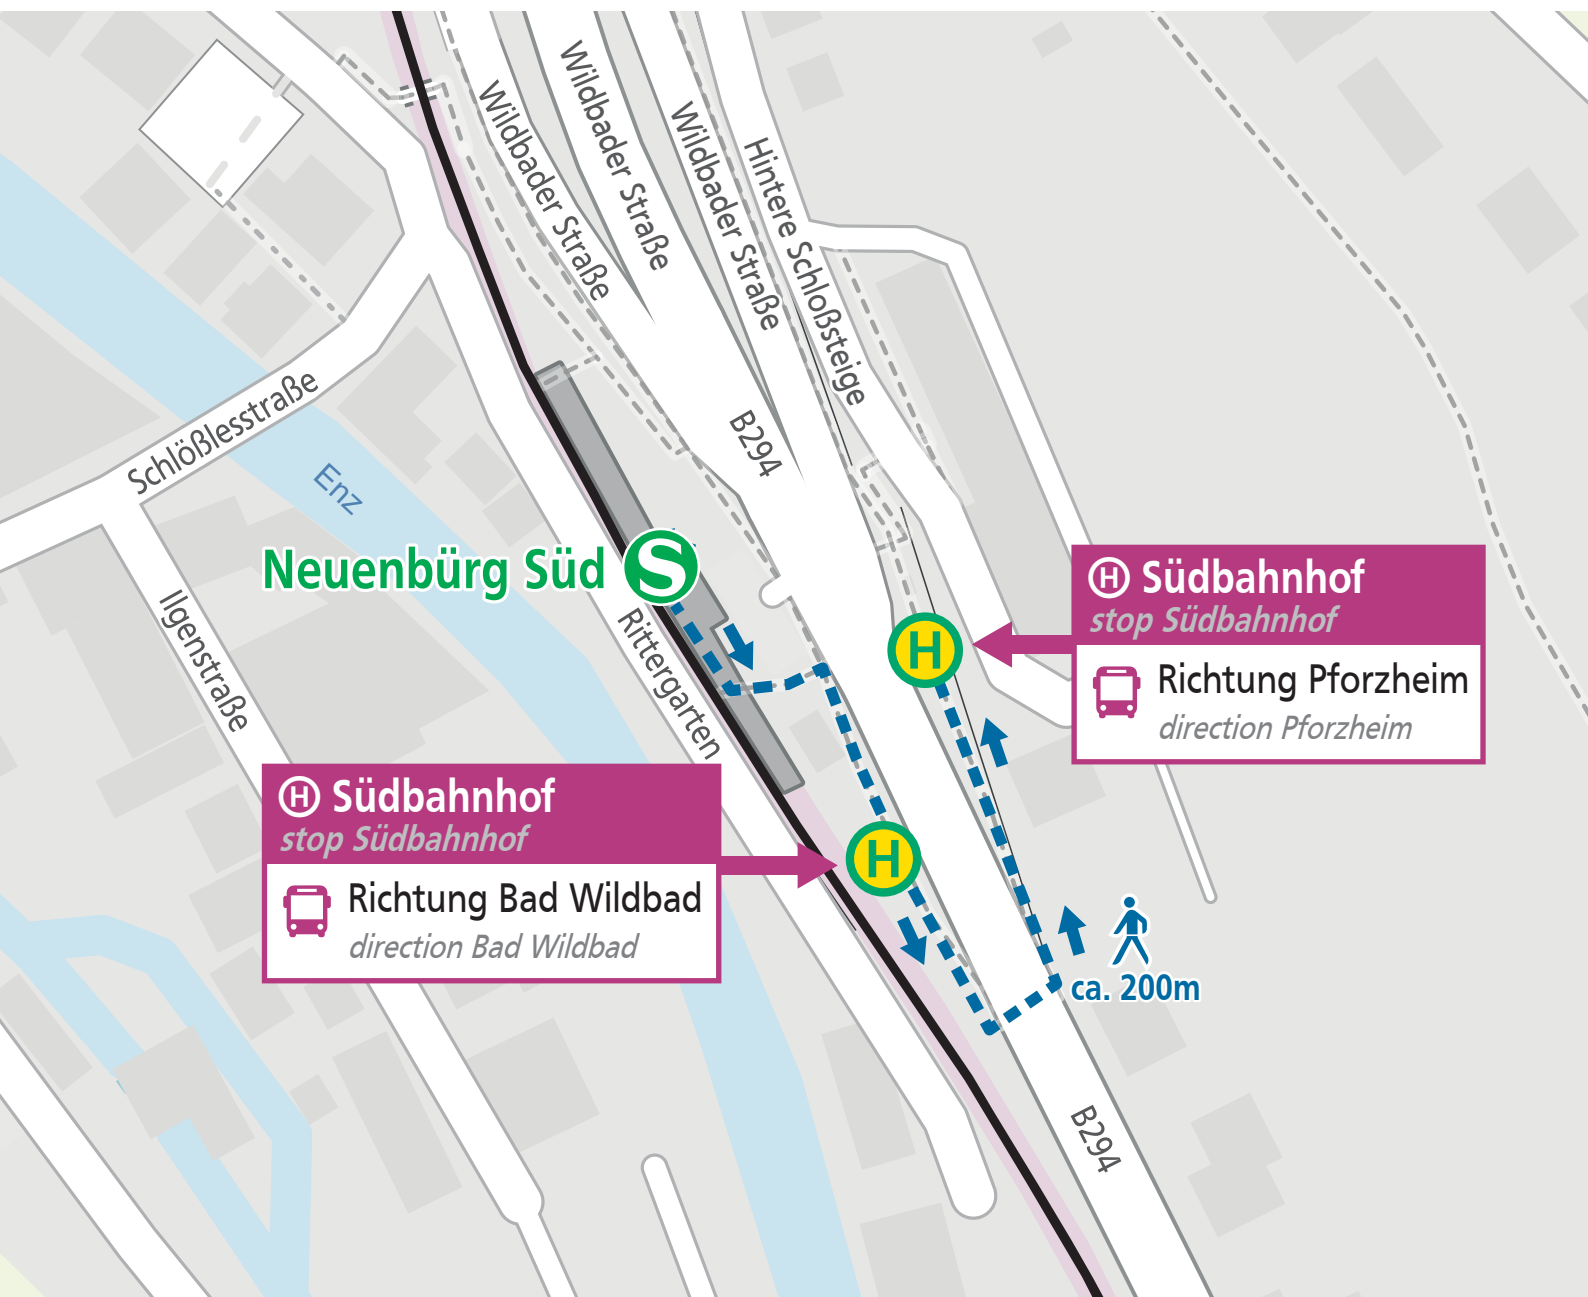 Wildbader Straße
Wildbader Straße
Wildbader Straße
Hintere Schloßsteige
Schlößlesstraße
Enz
B294
Neuenbürg Süd
S
Ilgenstraße
Rittergarten
H
H Südbahnhof
stop Südbahnhof
Richtung Pforzheim
direction Pforzheim
H Südbahnhof
stop Südbahnhof
Richtung Bad Wildbad
direction Bad Wildbad
H
ca. 200m
B294